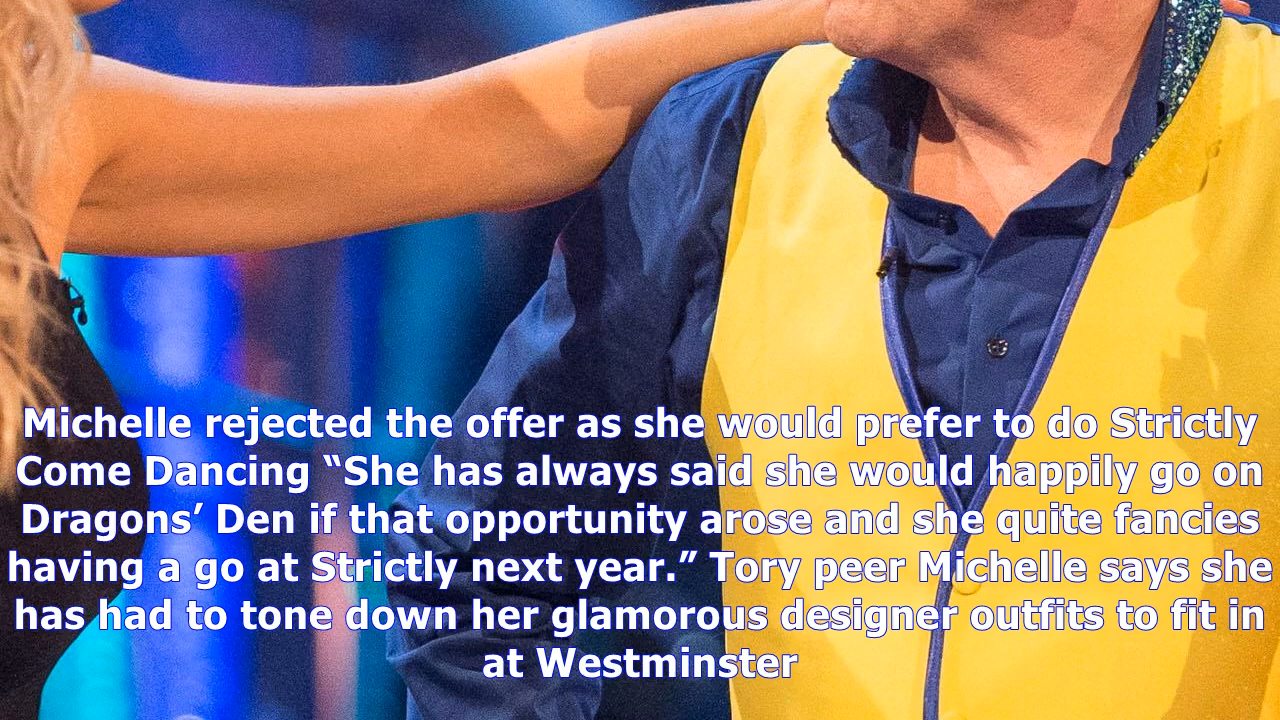 Michelle rejected the offer as she would prefer to do Strictly
Come Dancing “She has always said she would happily go on
Dragons’ Den if that opportunity arose and she quite fancies
having a go at Strictly next year.” Tory peer Michelle says she
has had to tone down her glamorous designer outfits to fit in
at Westminster